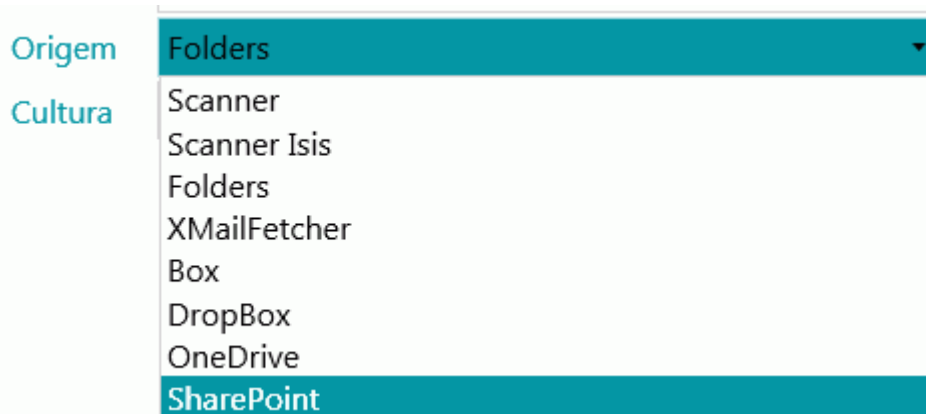 Origem Folders
Cultura
Scanner
Scanner Isis
Folders
XMailFetcher
Box
DropBox
OneDrive
SharePoint